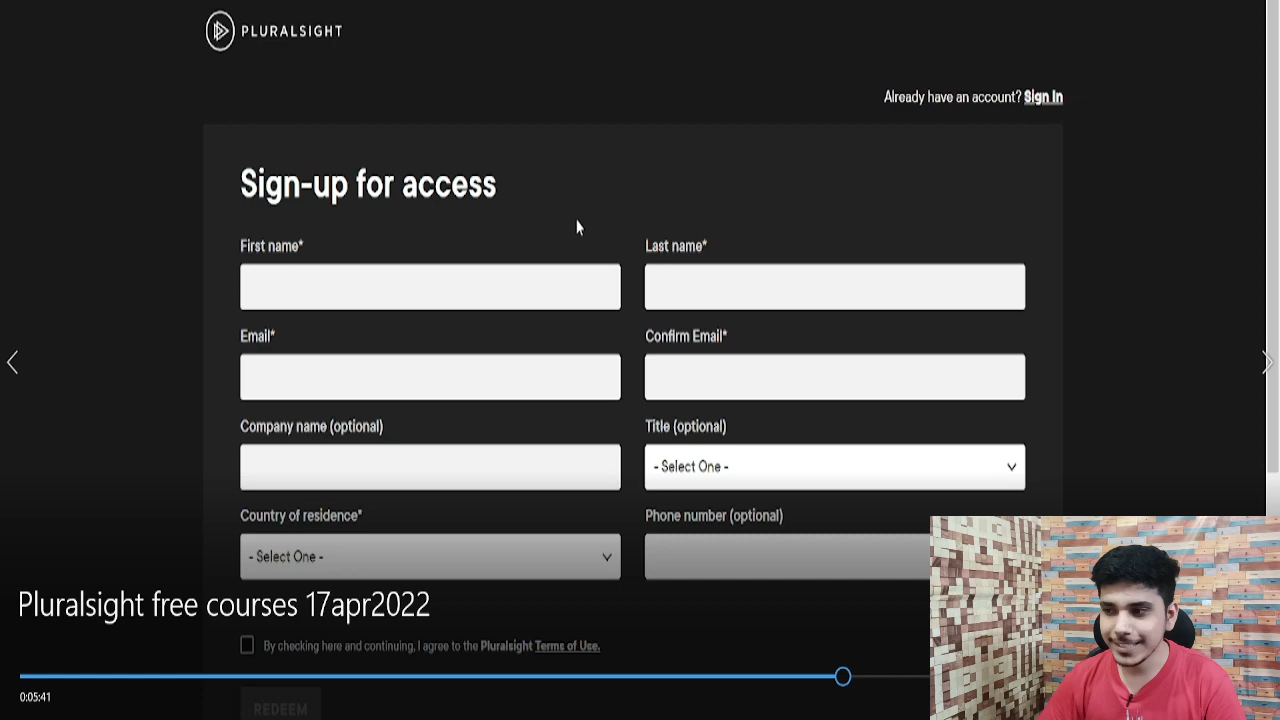 PLURALSIGHT
Already have an account? Sign In
Sign-up for access
First name*
Last name*
Email*
Confirm Email*
Company name (optional)
Title (optional)
- Select One -
Country of residence*
Phone number (optional)
- Select One -
Pluralsight free courses 17apr2022
By checking here and continuing, I agree to the Pluralsight Terms of Use.
0:05:41
REDEEM